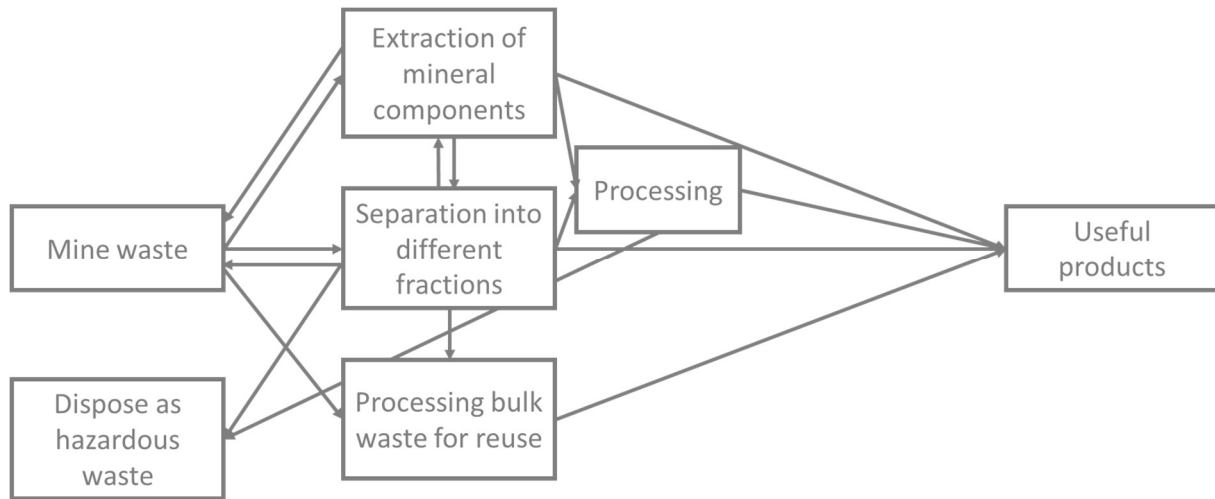 Extraction of
mineral
components
Processing
Mine waste
Separation into
different
fractions
Useful
products
Dispose as
hazardous
waste
Processing bulk
waste for reuse